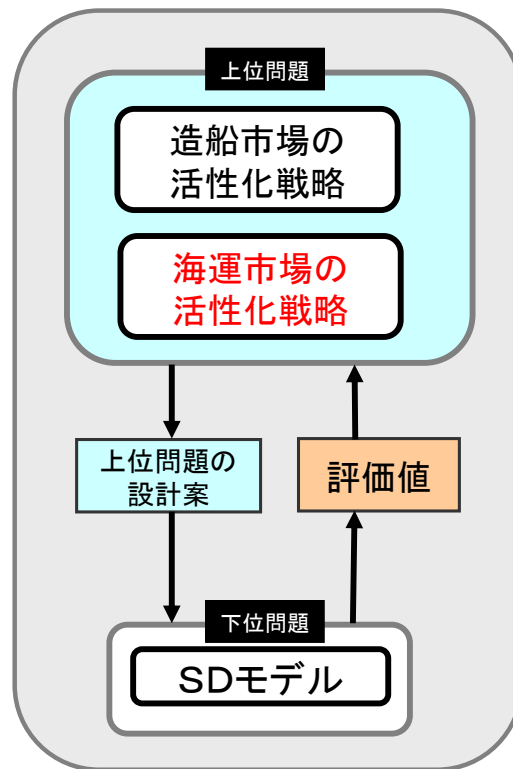 上位問題
造船市場の
活性化戦略
海運市場の
活性化戦略
上位問題の
設計案
評価値
下位問題
ＳＤモデル